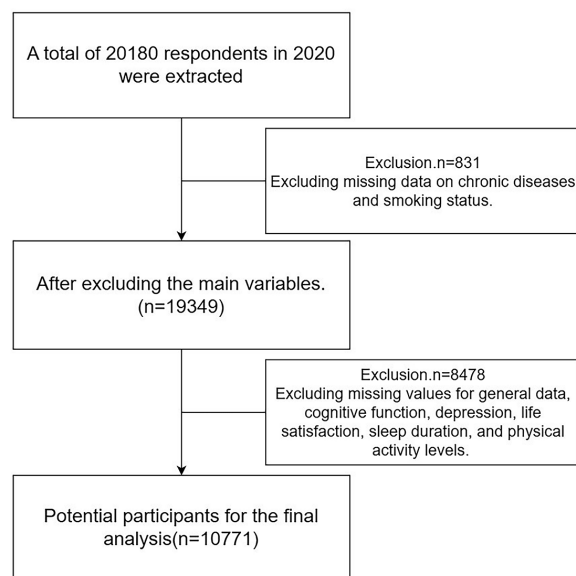 A total of 20180 respondents in 2020
were extracted
Exclusion.n=831
Excluding missing data on chronic diseases
and smoking status.
After excluding the main variables.
(n=19349)
Exclusion.n=8478
Excluding missing values for general data,
cognitive function, depression, life
satisfaction, sleep duration, and physical
activity levels.
Potential participants for the final
analysis(n=10771)